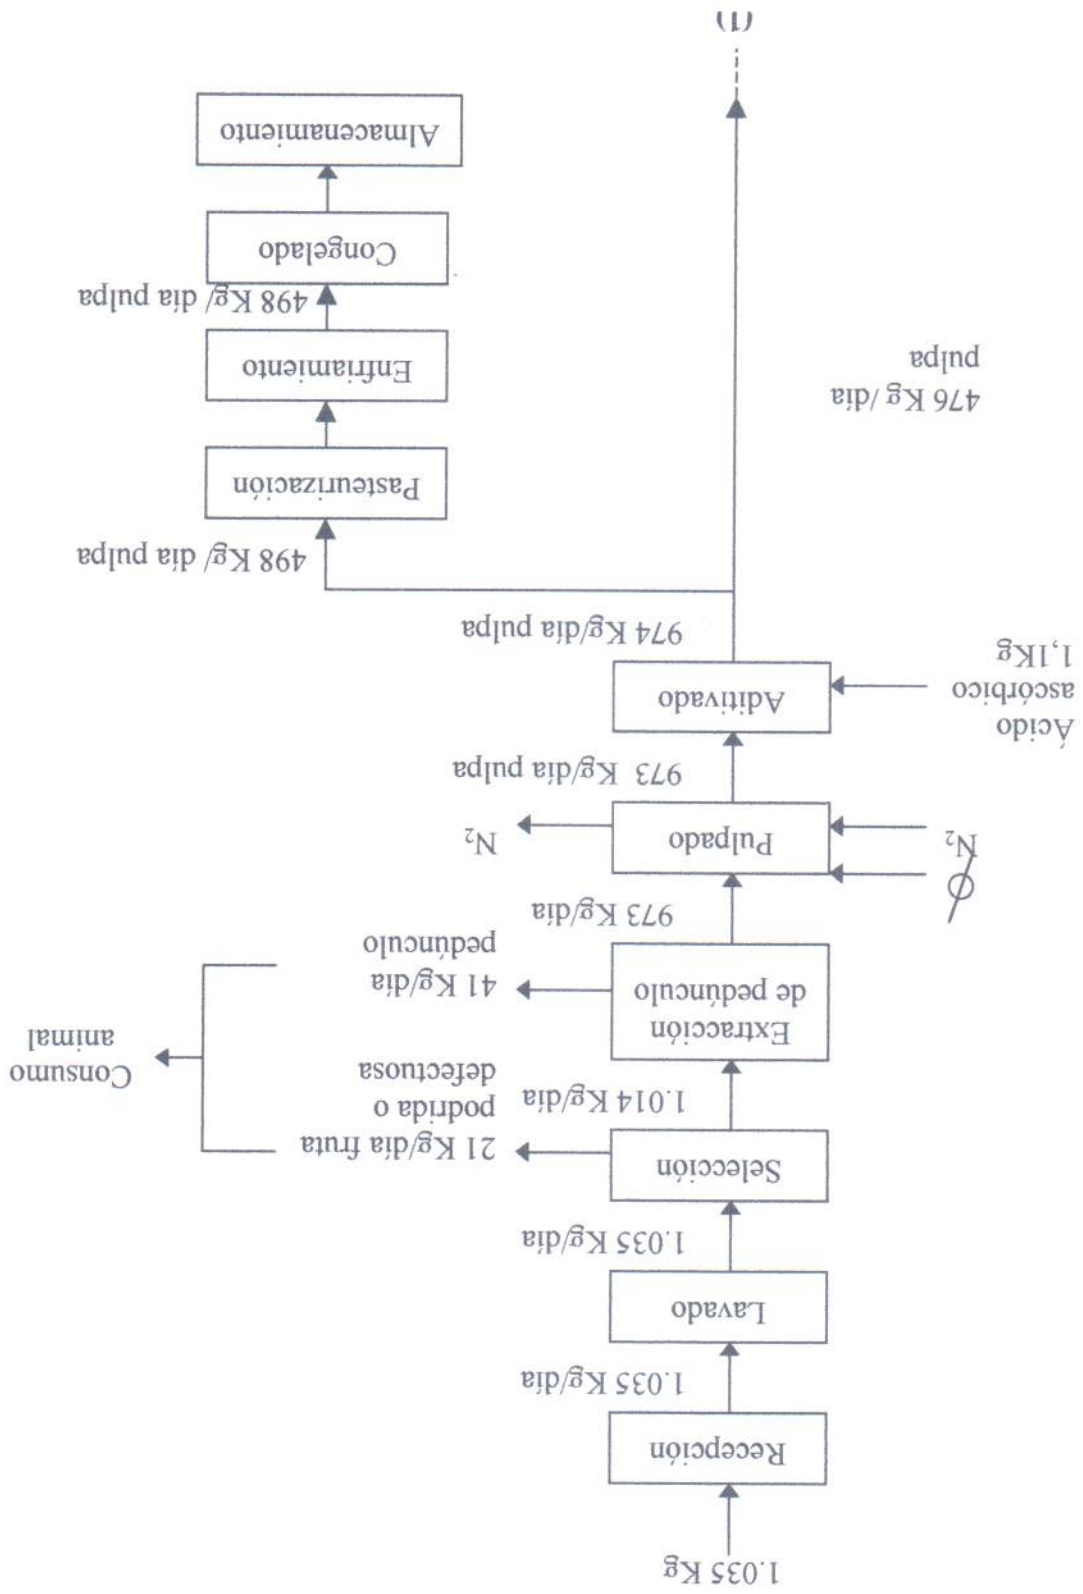 1.035 Kg
Recepción
1.035 Kg/día
Lavado
1.035 Kg/día
Selección
21 Kg/día fruta
podrida o
defectuosa
1.014 Kg/día
Consumo
animal
Extracción
de pedúnculo
41 Kg/día
pedúnculo
973 Kg/día
N₂
Pulpado
N₂
973 Kg/día pulpa
Ácido
ascórbico
1,1Kg
Aditivado
974 Kg/día pulpa
498 Kg/ día pulpa
Pasteurización
476 Kg /día
pulpa
Enfriamiento
498 Kg/ día pulpa
Congelado
Almacenamiento
(1)